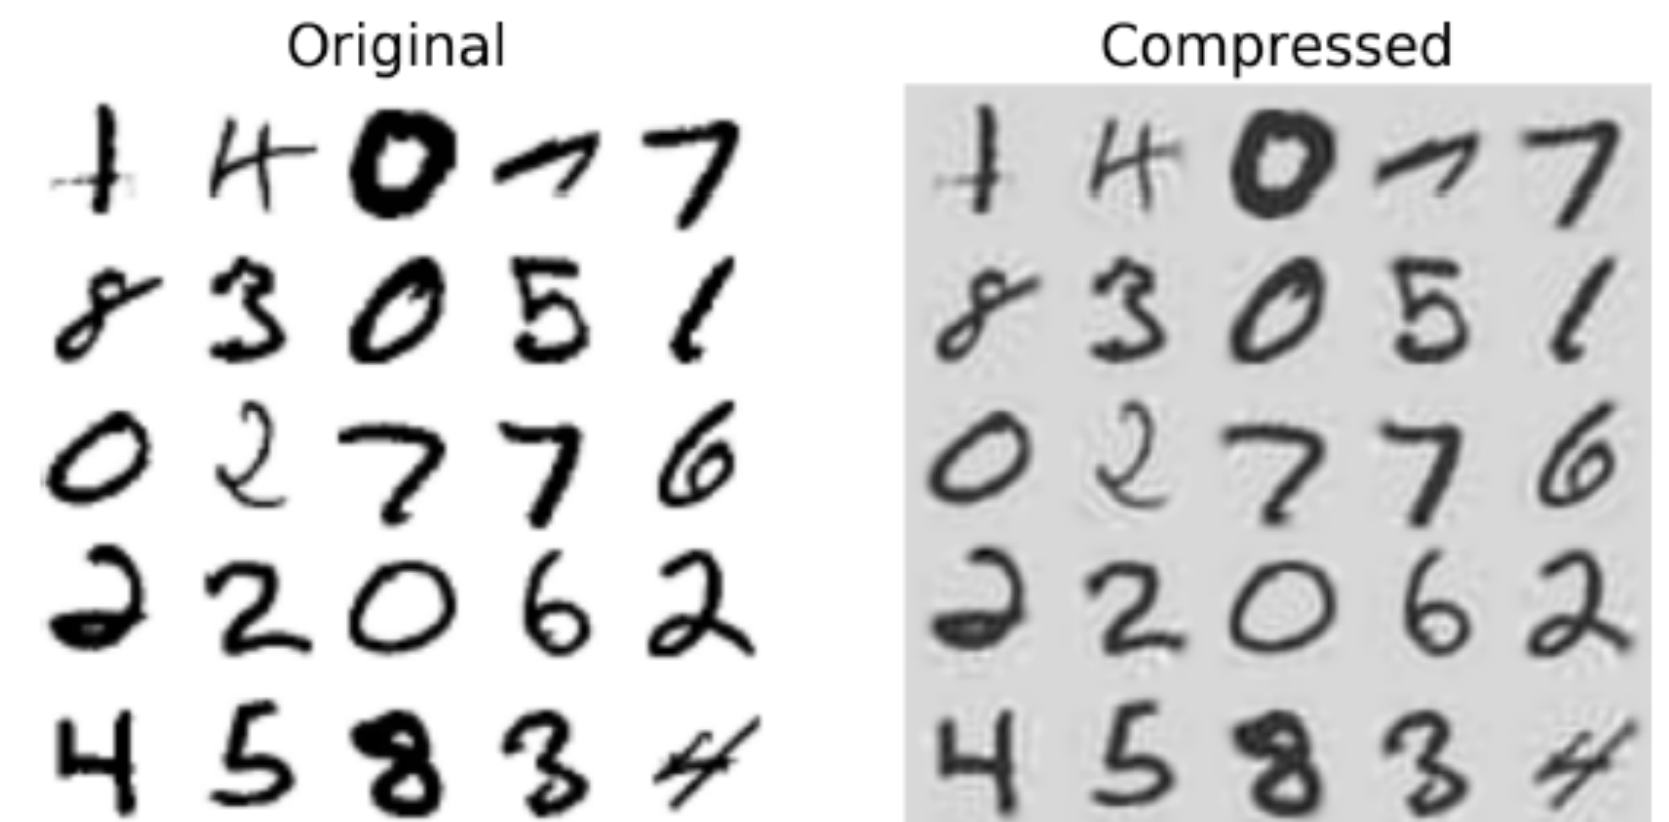 Original Compressed
1 4 0 7 7 1 4 0 7 7
8 3 0 5 1 8 3 0 5 1
0 2 7 7 6 0 2 7 7 6
2 2 0 6 2 2 2 0 6 2
4 5 8 3 4 4 5 8 3 4